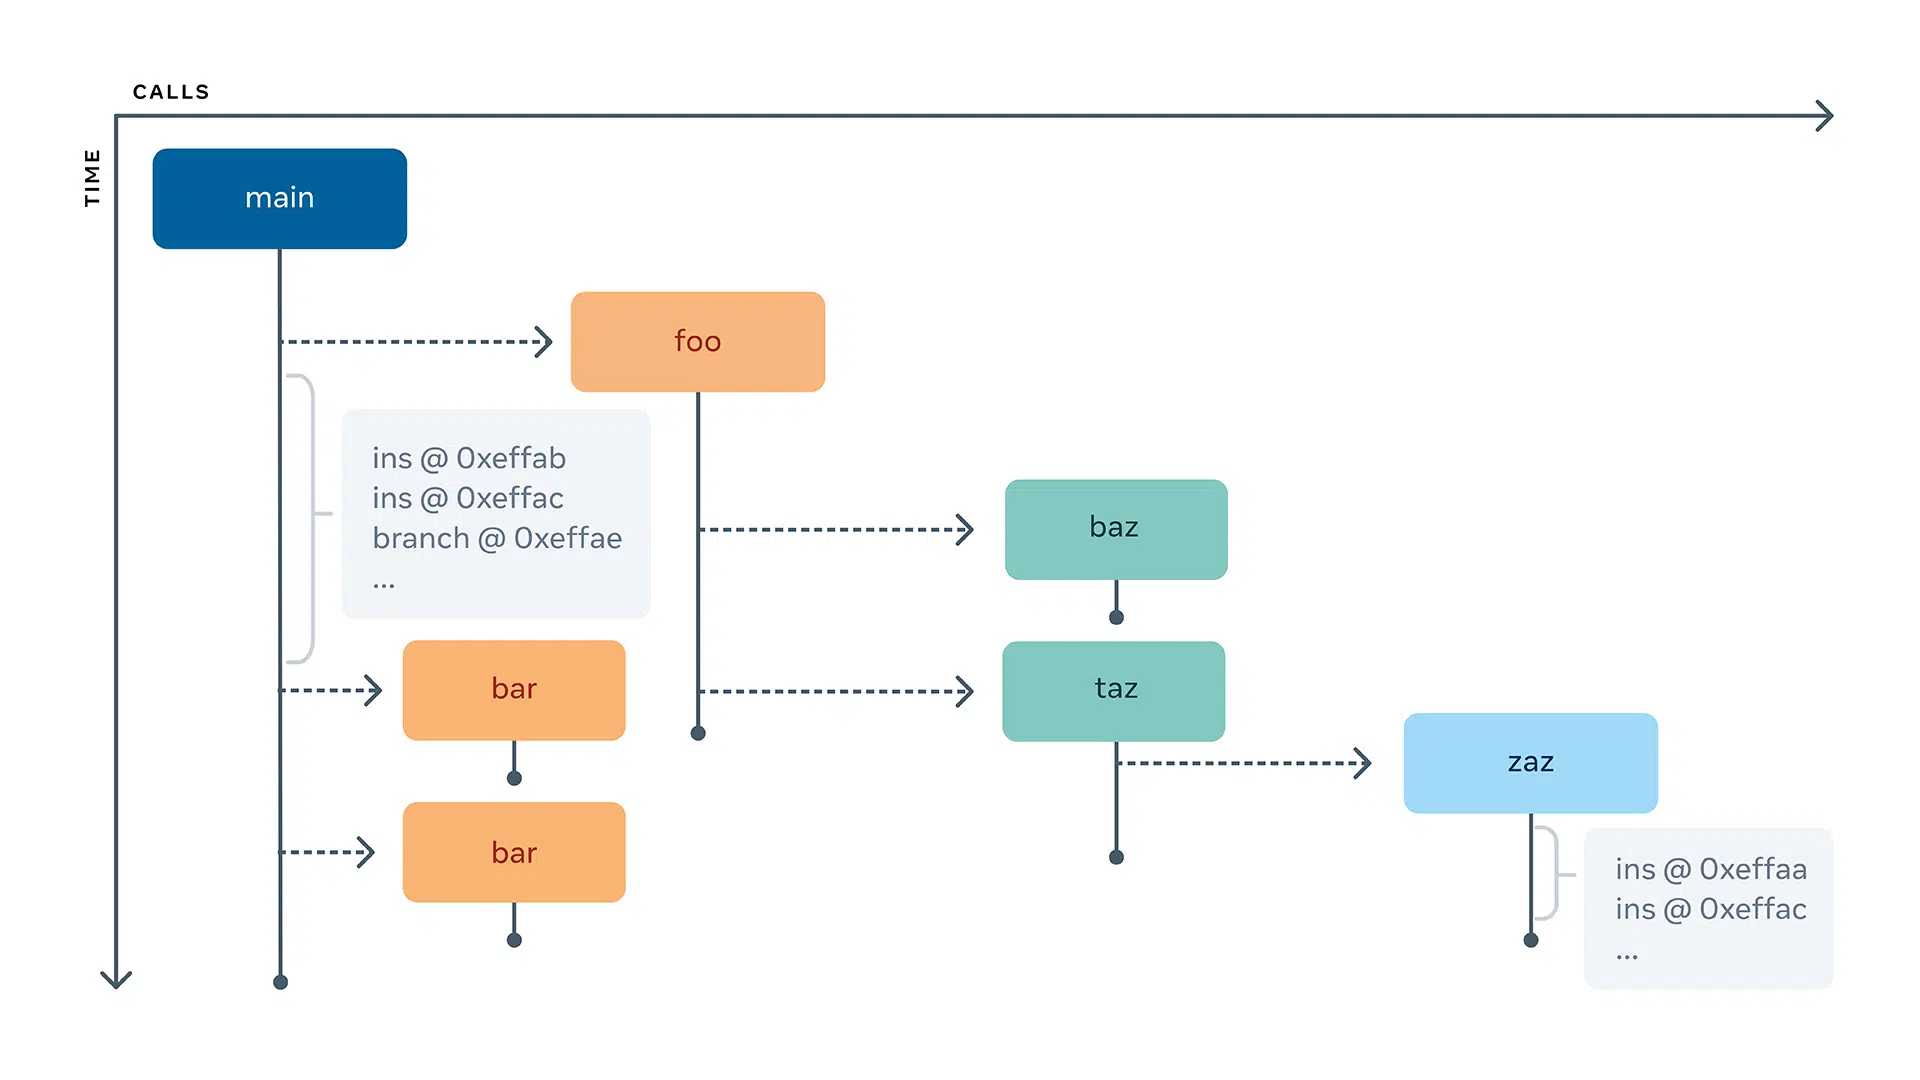 CALLS
TIME
main
foo
ins @ 0xeffab
ins @ 0xeffac
branch @ 0xeffae
...
baz
bar
taz
zaz
bar
ins @ 0xeffaa
ins @ 0xeffac
...